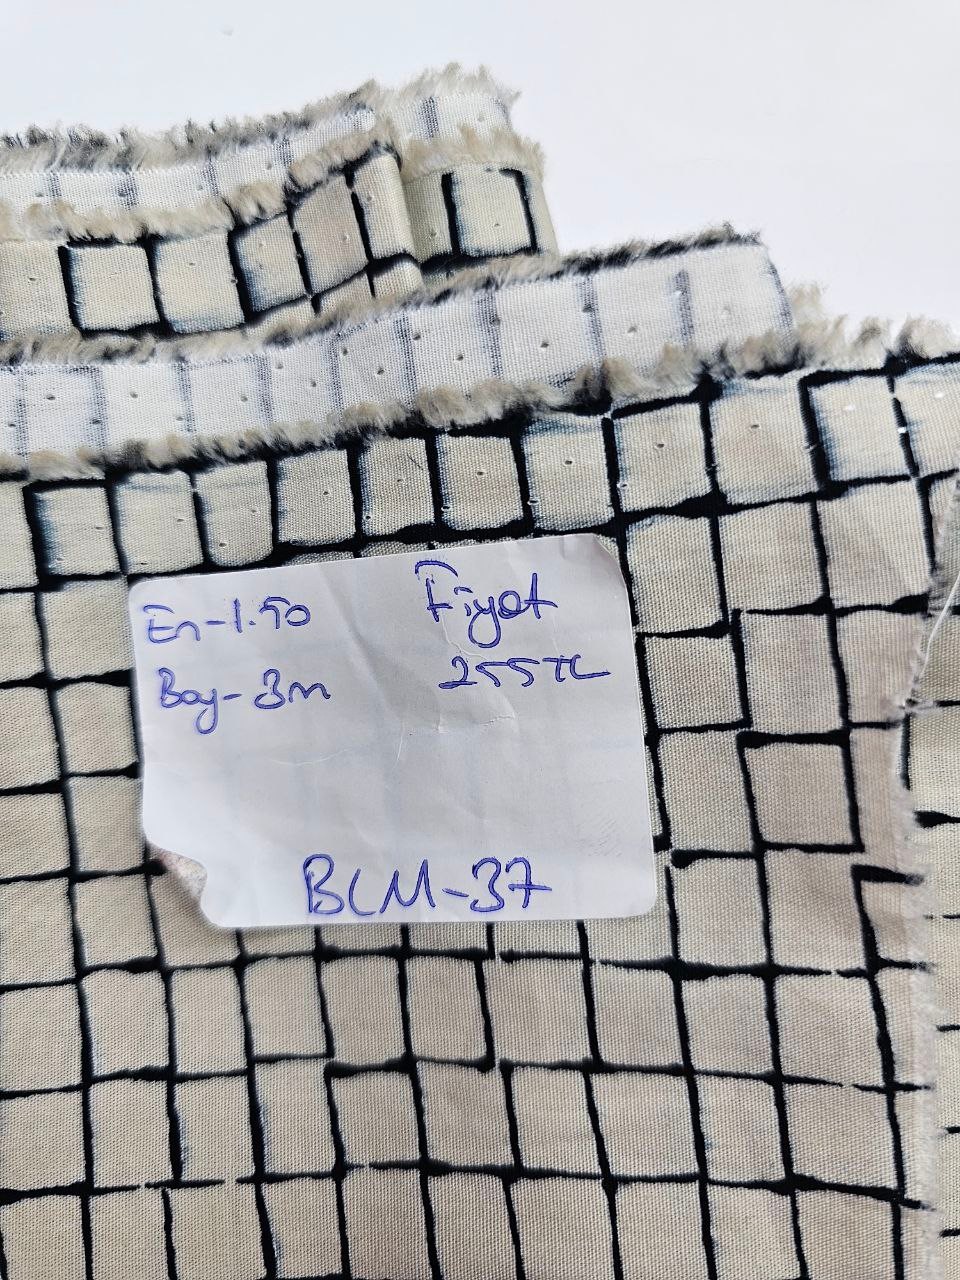 En-1.50
Boy-3m
Fiyat
255TL
BLM-37